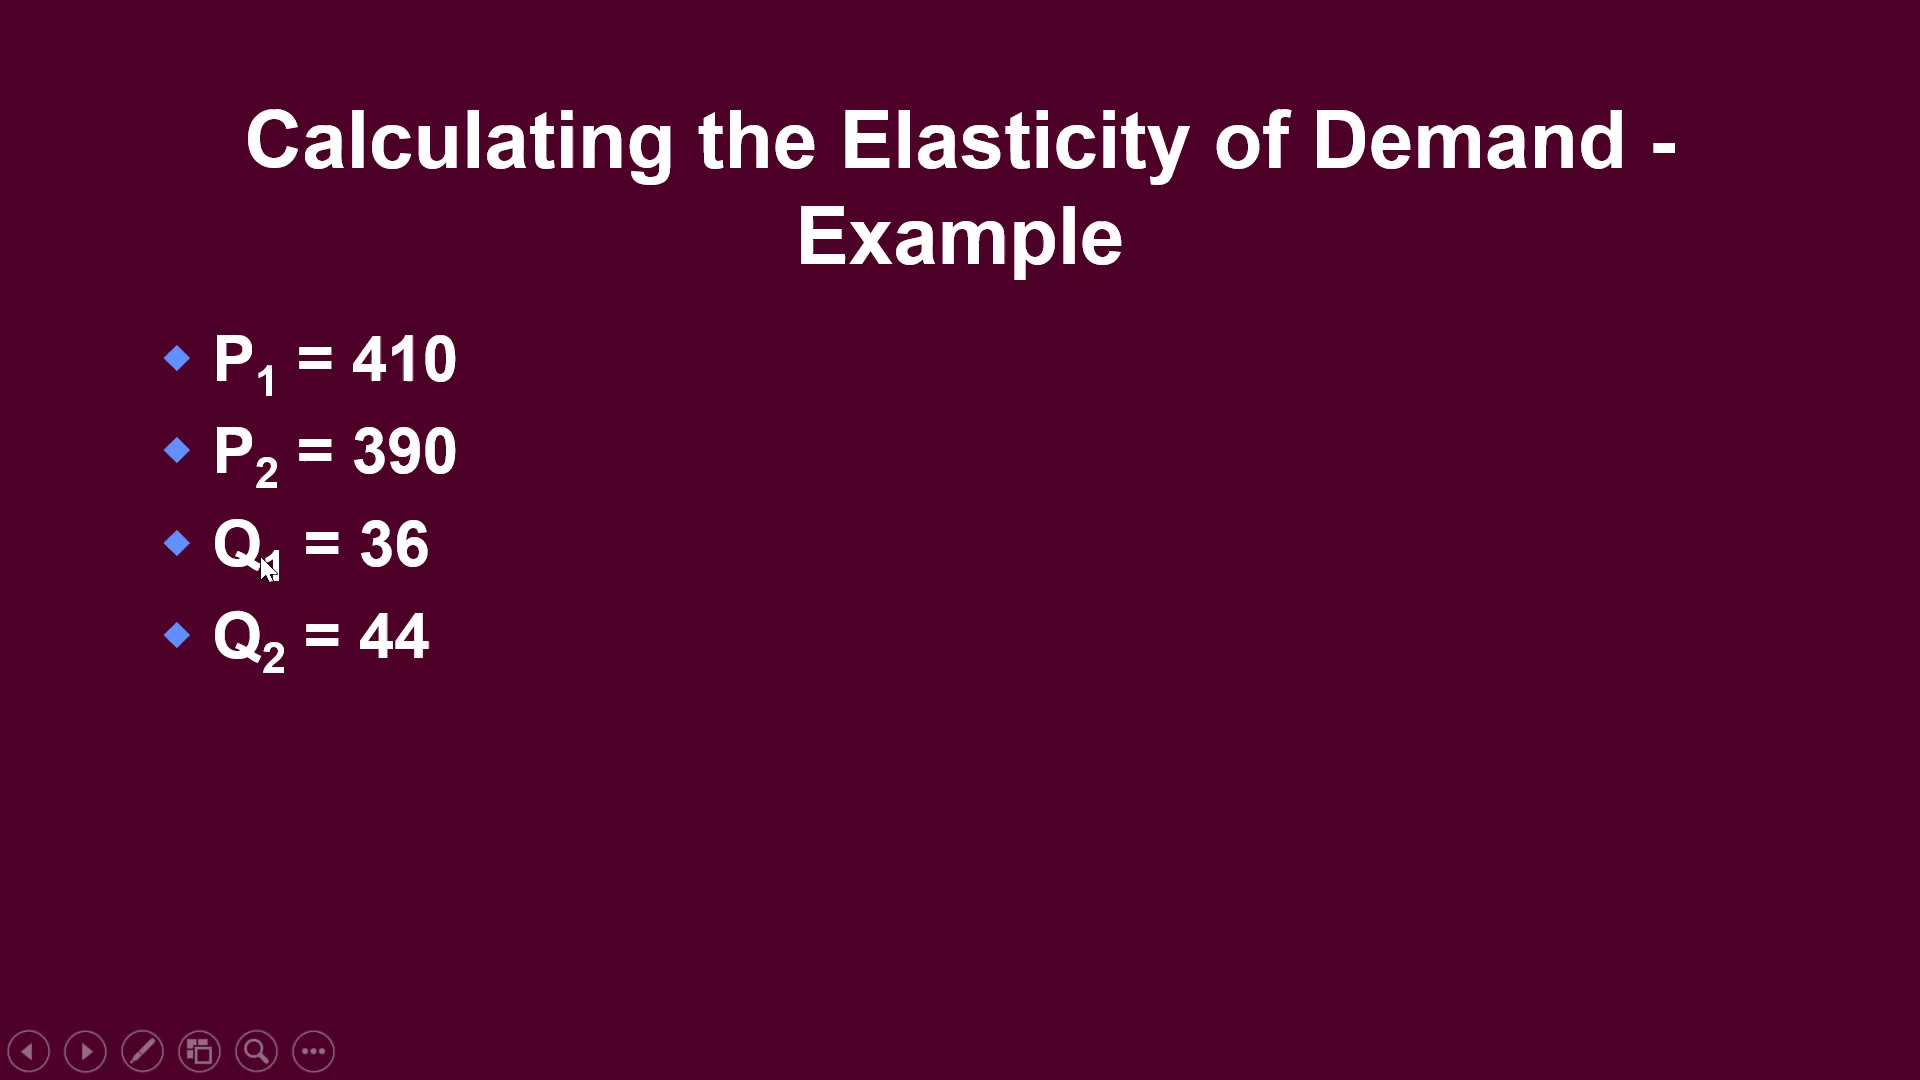 Calculating the Elasticity of Demand -
Example
P₁ = 410
P₂ = 390
Q₁ = 36
Q₂ = 44